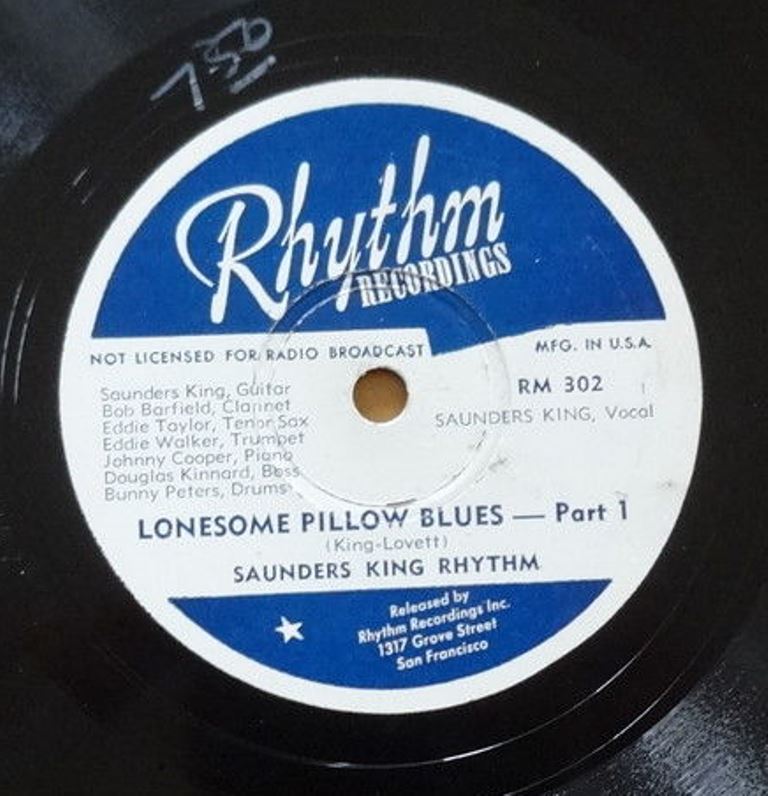 7.50
Rhythm
RECORDINGS
NOT LICENSED FOR RADIO BROADCAST
MFG. IN U.S.A.
Saunders King, Guitar
Bob Barfield, Clarinet
Eddie Taylor, Tenor Sax
Eddie Walker, Trumpet
Johnny Cooper, Piano
Douglas Kinnard, Bass
Bunny Peters, Drums
RM 302
SAUNDERS KING, Vocal
LONESOME PILLOW BLUES — Part 1
(King-Lovett)
SAUNDERS KING RHYTHM
Released by
Rhythm Recordings Inc.
1317 Grove Street
San Francisco